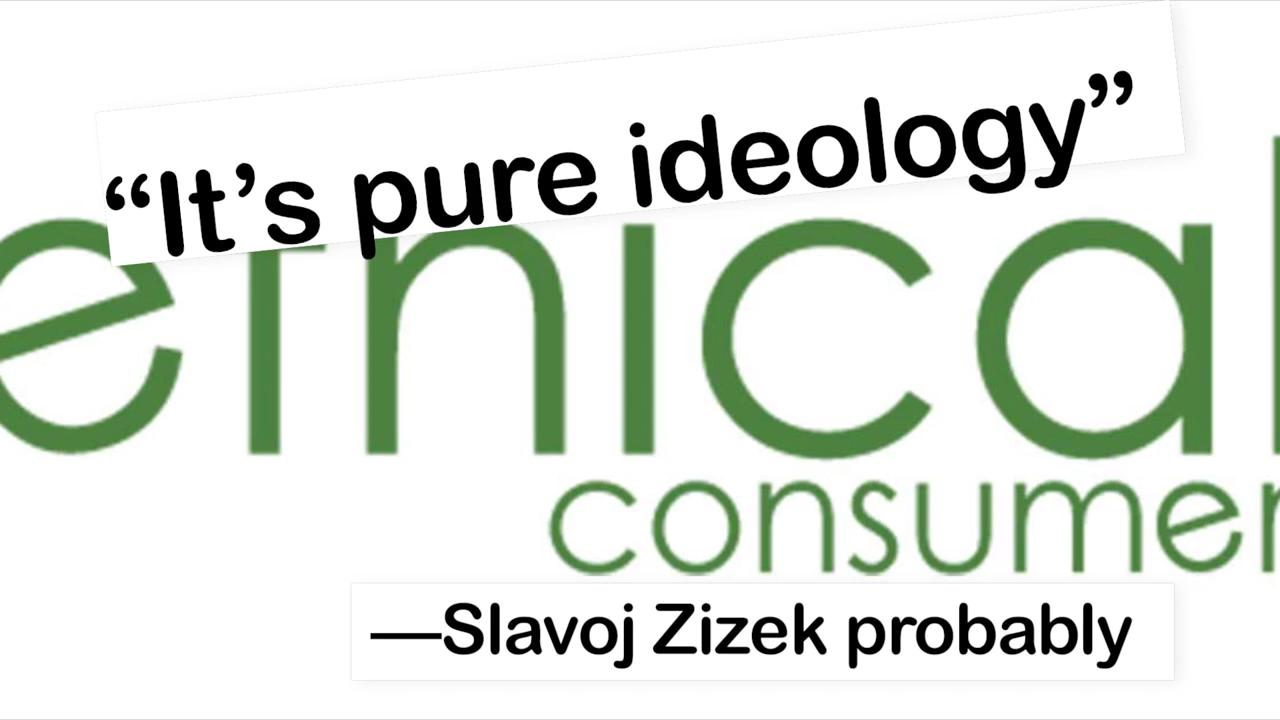 “It’s pure ideology”
ethical
consumer
—Slavoj Zizek probably